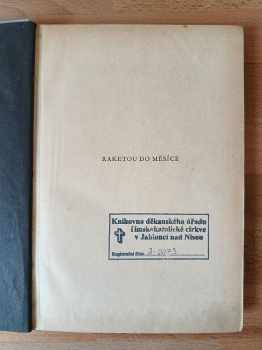 RAKETOU DO MĚSÍCE
Knihovna děkanského úřadu
římskokatolické církve
v Jablonci nad Nisou
Registrační číslo